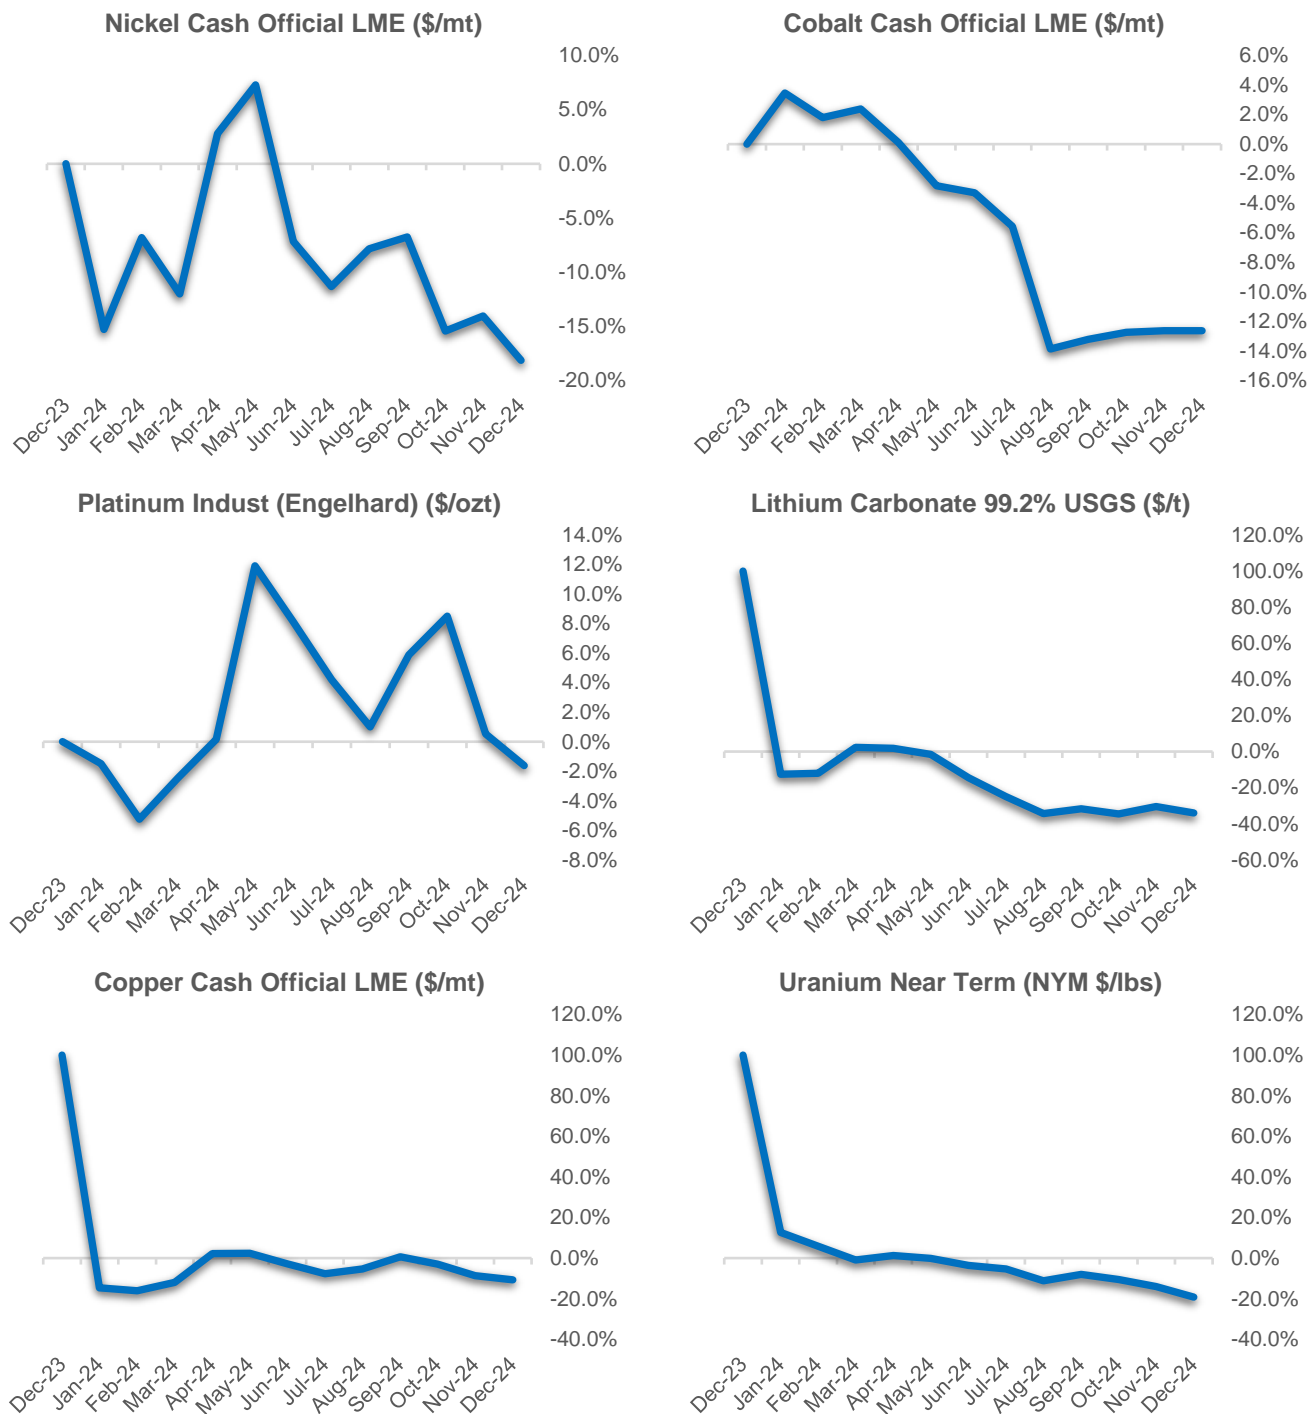 Nickel Cash Official LME ($/mt)
10.0%
5.0%
0.0%
-5.0%
-10.0%
-15.0%
-20.0%
Dec-23
Jan-24
Feb-24
Mar-24
Apr-24
May-24
Jun-24
Jul-24
Aug-24
Sep-24
Oct-24
Nov-24
Dec-24
Cobalt Cash Official LME ($/mt)
6.0%
4.0%
2.0%
0.0%
-2.0%
-4.0%
-6.0%
-8.0%
-10.0%
-12.0%
-14.0%
-16.0%
Dec-23
Jan-24
Feb-24
Mar-24
Apr-24
May-24
Jun-24
Jul-24
Aug-24
Sep-24
Oct-24
Nov-24
Dec-24
Platinum Indust (Engelhard) ($/ozt)
14.0%
12.0%
10.0%
8.0%
6.0%
4.0%
2.0%
0.0%
-2.0%
-4.0%
-6.0%
-8.0%
Dec-23
Jan-24
Feb-24
Mar-24
Apr-24
May-24
Jun-24
Jul-24
Aug-24
Sep-24
Oct-24
Nov-24
Dec-24
Lithium Carbonate 99.2% USGS ($/t)
120.0%
100.0%
80.0%
60.0%
40.0%
20.0%
0.0%
-20.0%
-40.0%
-60.0%
Dec-23
Jan-24
Feb-24
Mar-24
Apr-24
May-24
Jun-24
Jul-24
Aug-24
Sep-24
Oct-24
Nov-24
Dec-24
Copper Cash Official LME ($/mt)
120.0%
100.0%
80.0%
60.0%
40.0%
20.0%
0.0%
-20.0%
-40.0%
Dec-23
Jan-24
Feb-24
Mar-24
Apr-24
May-24
Jun-24
Jul-24
Aug-24
Sep-24
Oct-24
Nov-24
Dec-24
Uranium Near Term (NYM $/lbs)
120.0%
100.0%
80.0%
60.0%
40.0%
20.0%
0.0%
-20.0%
-40.0%
Dec-23
Jan-24
Feb-24
Mar-24
Apr-24
May-24
Jun-24
Jul-24
Aug-24
Sep-24
Oct-24
Nov-24
Dec-24